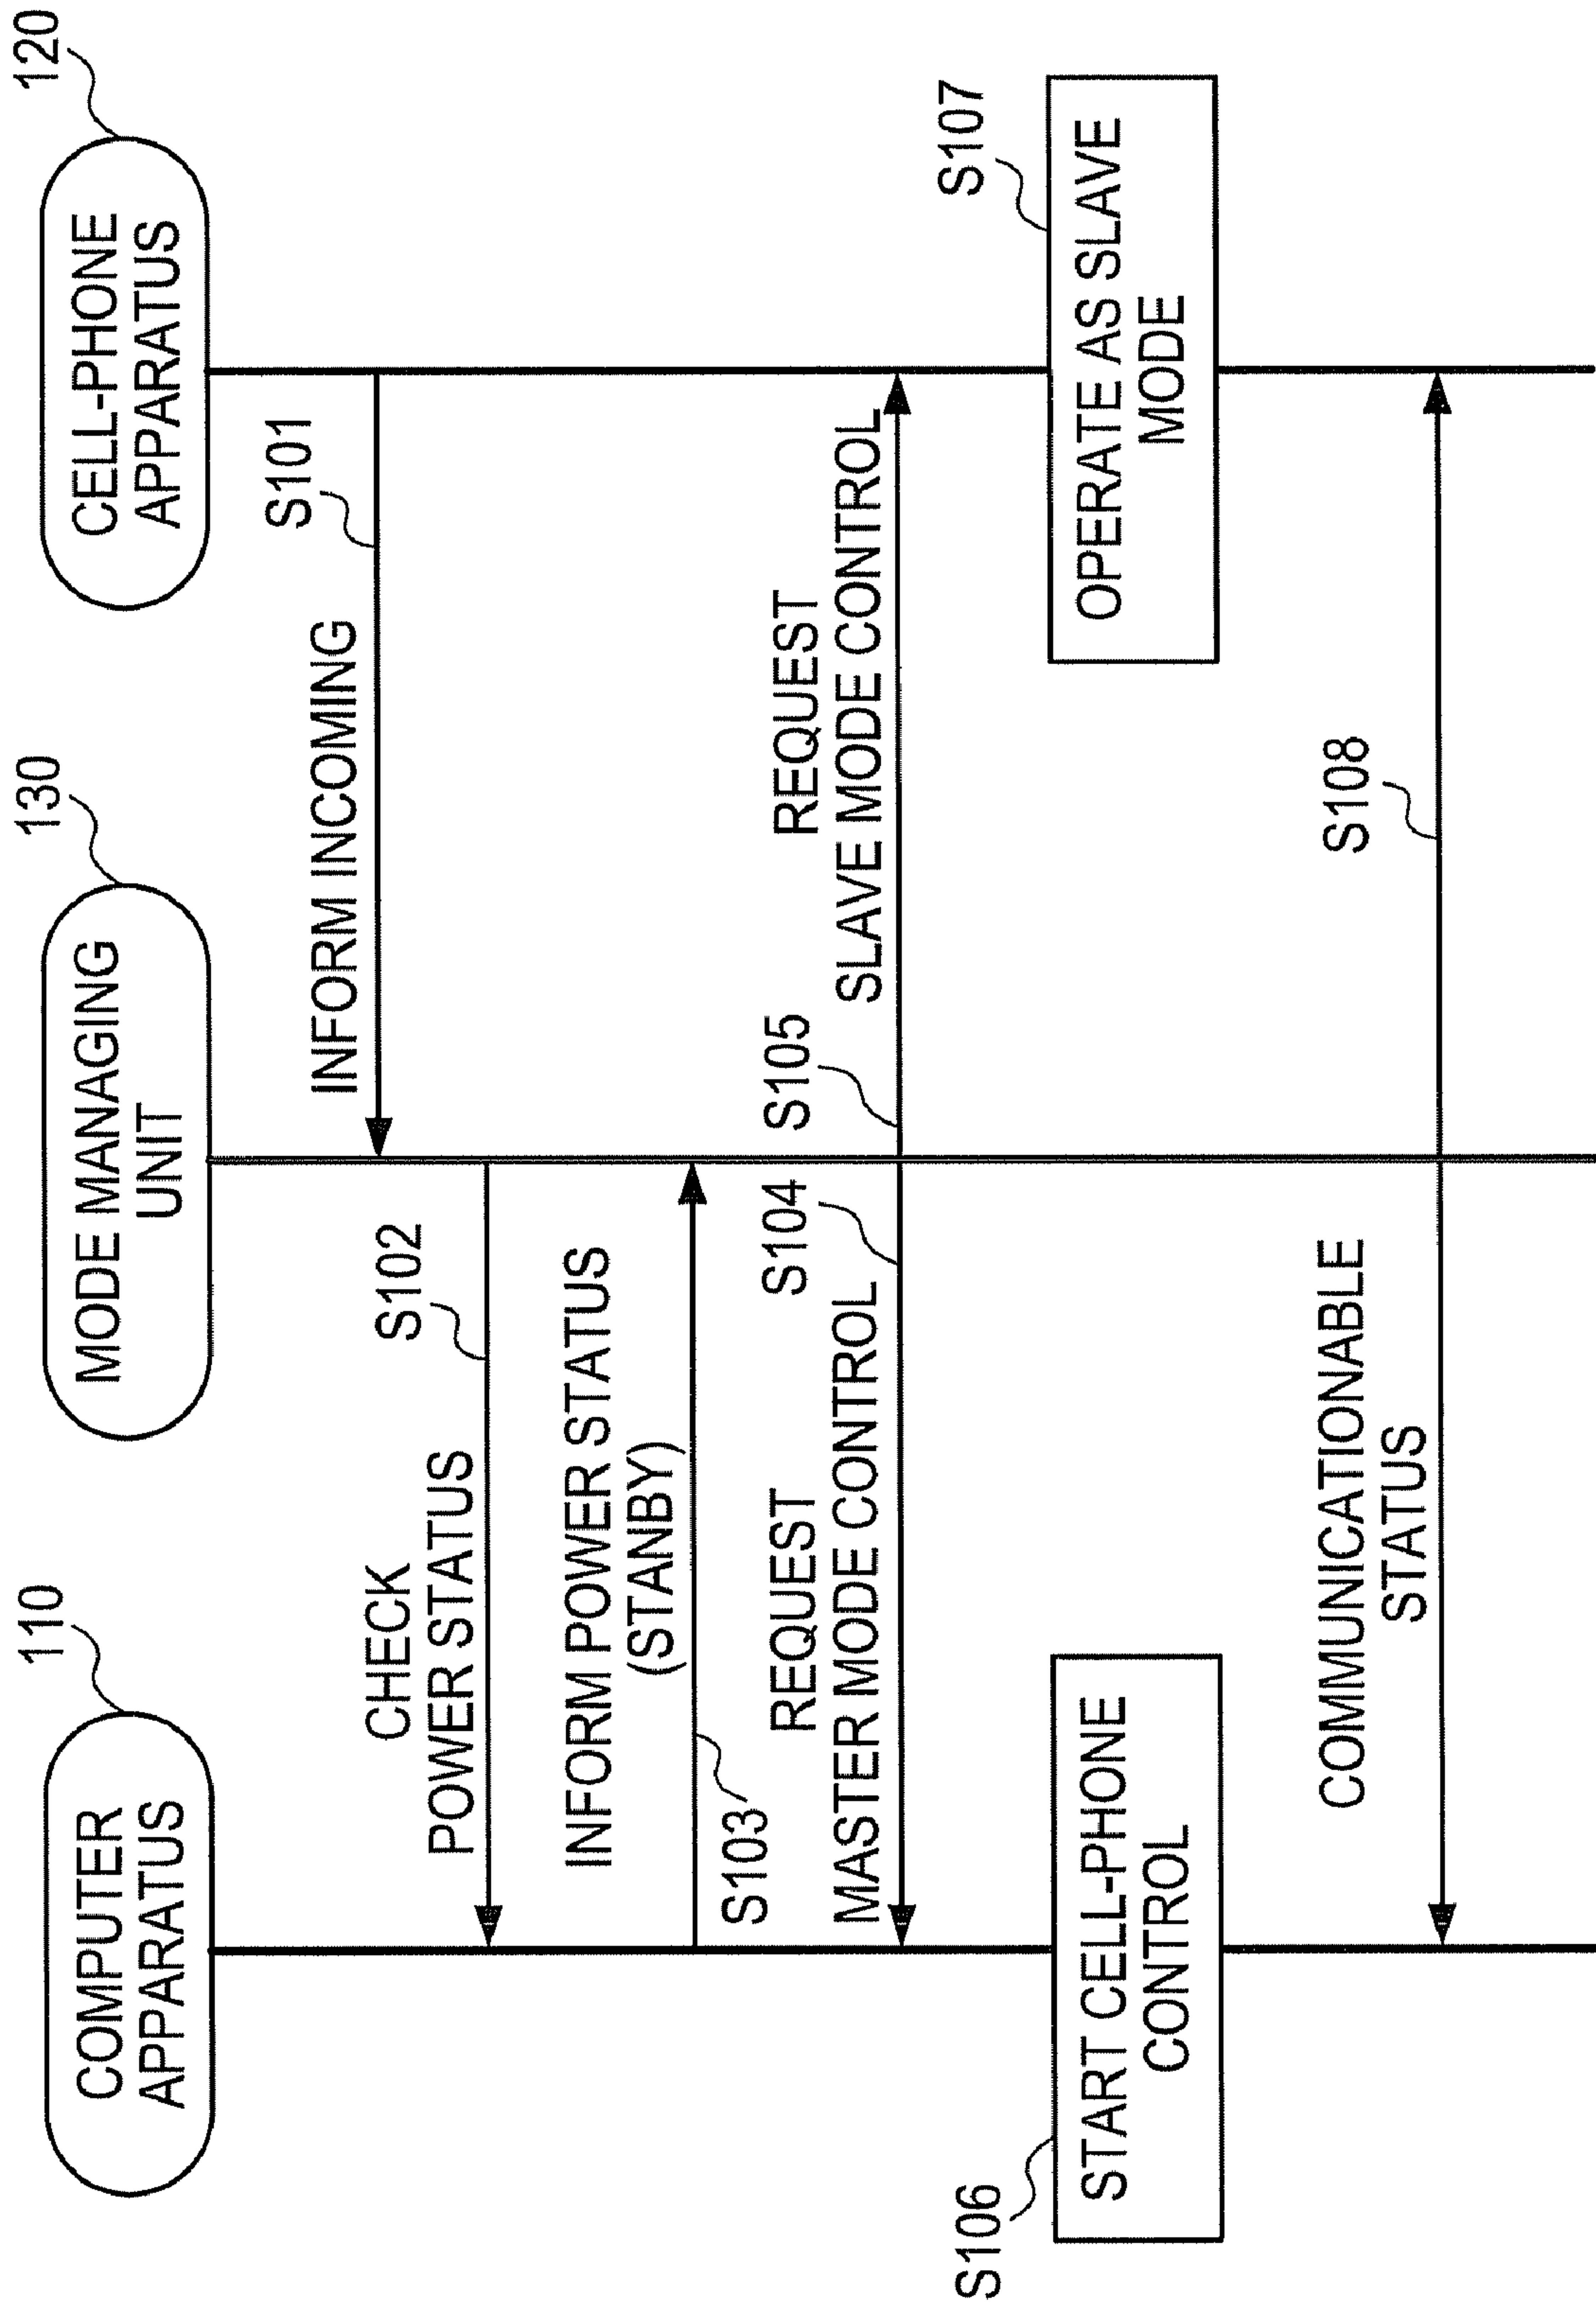 110
130
120
COMPUTER
APPARATUS
MODE MANAGING
UNIT
CELL-PHONE
APPARATUS
S101
INFORM INCOMING
S102
CHECK
POWER STATUS
INFORM POWER STATUS
(STANBY)
S103
S104
REQUEST
MASTER MODE CONTROL
S105
REQUEST
SLAVE MODE CONTROL
S106
START CELL-PHONE
CONTROL
S107
OPERATE AS SLAVE
MODE
COMMUNICATIONABLE
STATUS
S108